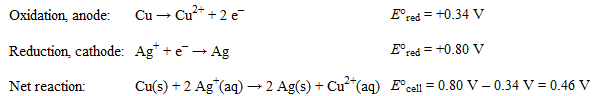 Oxidation, anode: Cu → Cu²⁺ + 2 e⁻ E°red = +0.34 V
Reduction, cathode: Ag⁺ + e⁻ → Ag E°red = +0.80 V
Net reaction: Cu(s) + 2 Ag⁺(aq) → 2 Ag(s) + Cu²⁺(aq) E°cell = 0.80 V – 0.34 V = 0.46 V